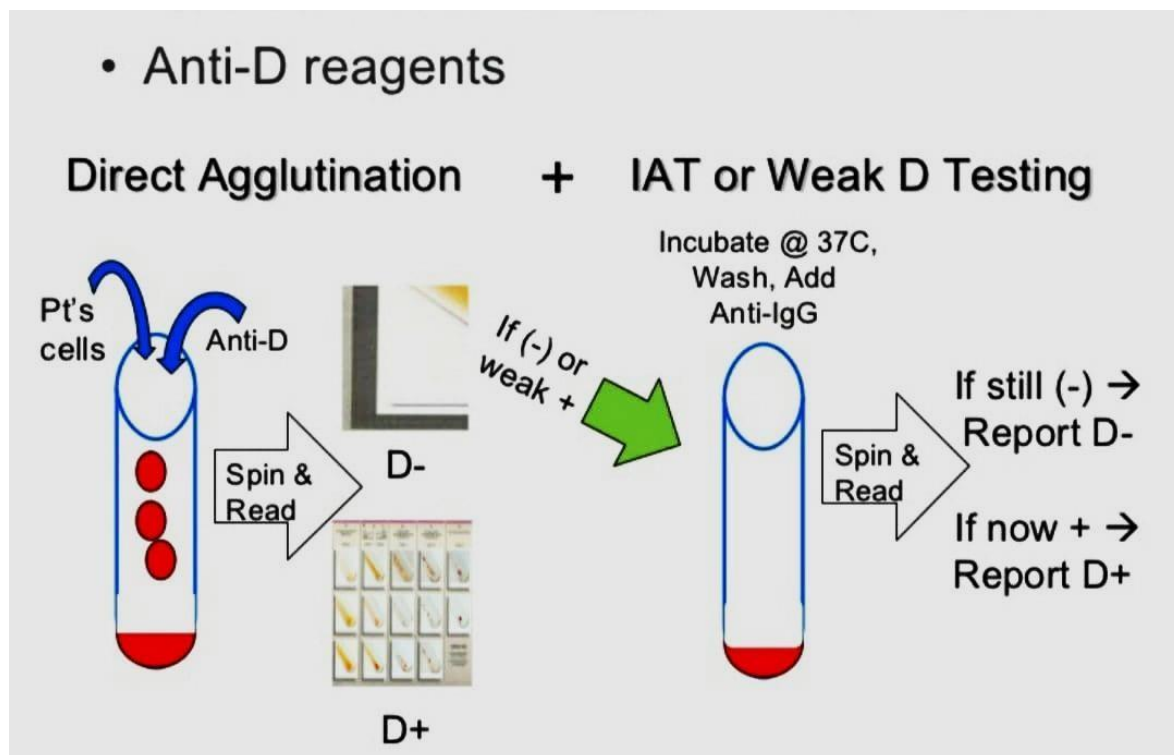 • Anti-D reagents
Direct Agglutination + IAT or Weak D Testing
Pt's
cells
Anti-D
Spin &
Read
D-
D+
If (-) or
weak +
Incubate @ 37C,
Wash, Add
Anti-IgG
Spin &
Read
If still (-) →
Report D-
If now + →
Report D+